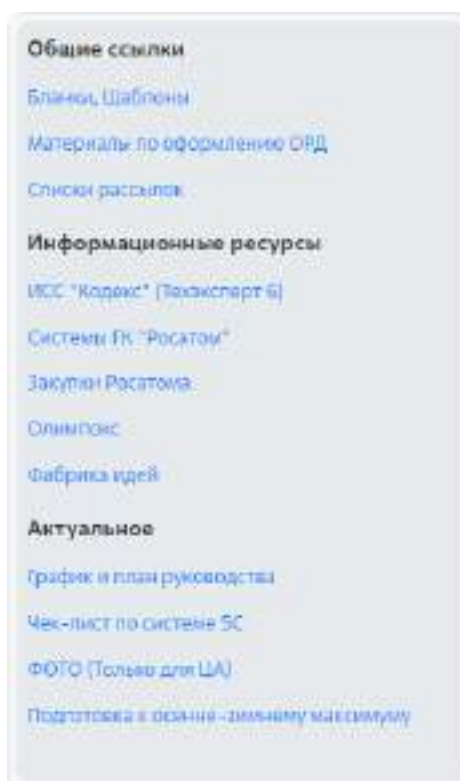 Общие ссылки
Бланки, Шаблоны
Материалы по оформлению ОРД
Списки рассылок
Информационные ресурсы
ИСС "Кодекс" (Техэксперт 6)
Системы ГК "Росатом"
Закупки Росатома
Олимпокс
Фабрика идей
Актуальное
График и план руководства
Чек-лист по системе 5С
ФОТО (Только для ЦА)
Подготовка к осенне-зимнему максимуму